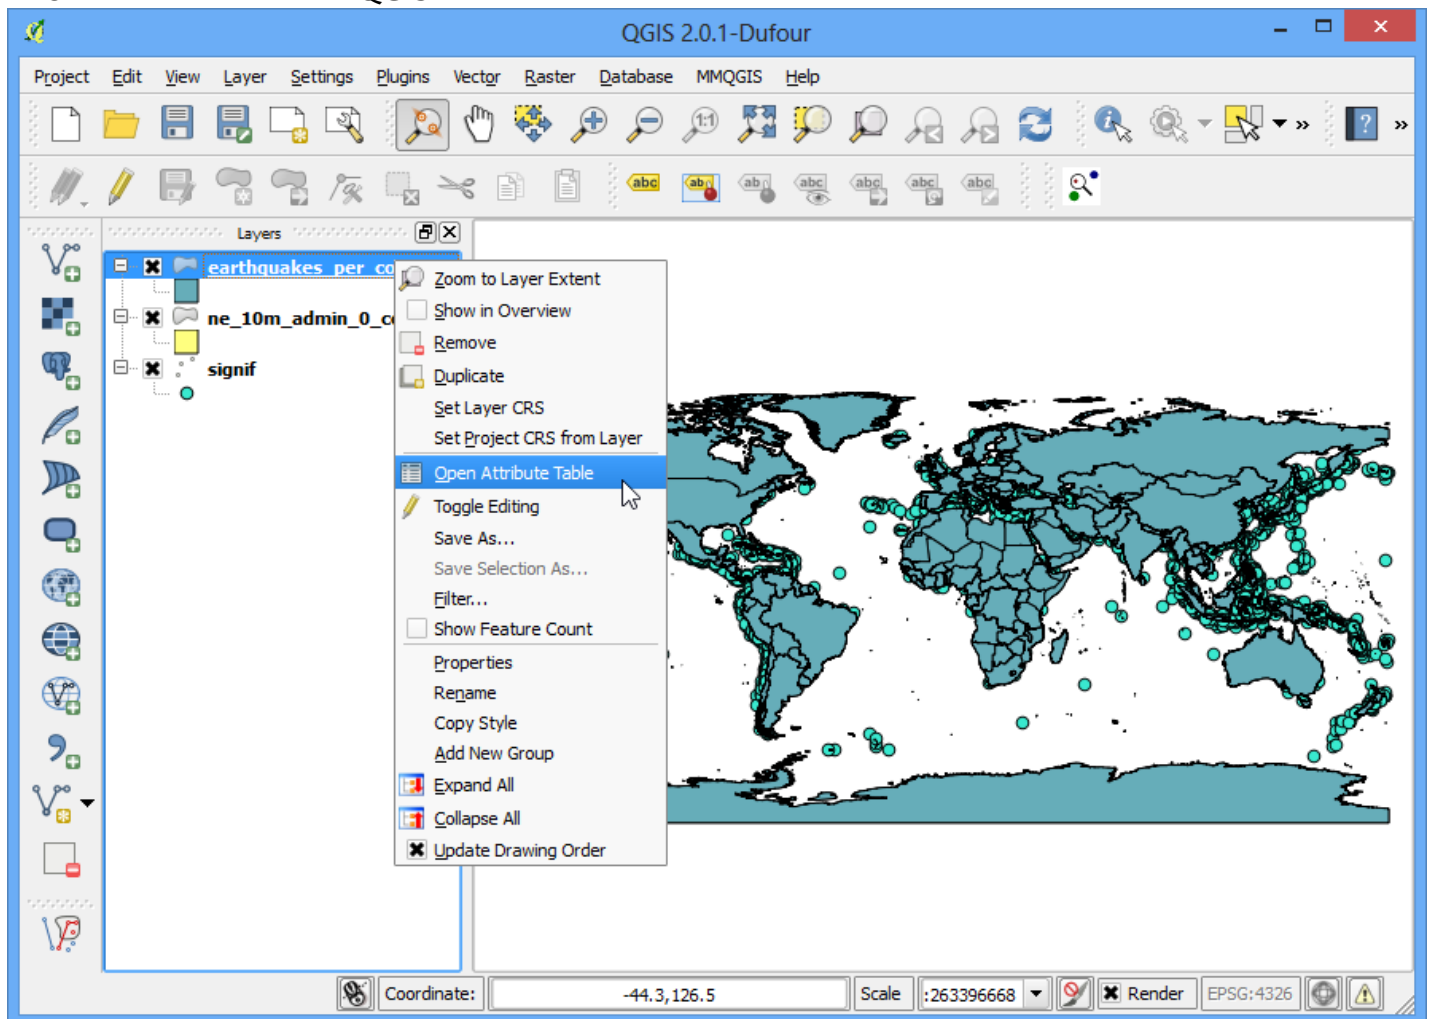 QGIS 2.0.1-Dufour
Project Edit View Layer Settings Plugins Vector Raster Database MMQGIS Help
1:1
abc
Layers
earthquakes_per_co
ne_10m_admin_0_c
signif
Zoom to Layer Extent
Show in Overview
Remove
Duplicate
Set Layer CRS
Set Project CRS from Layer
Open Attribute Table
Toggle Editing
Save As...
Save Selection As...
Filter...
Show Feature Count
Properties
Rename
Copy Style
Add New Group
Expand All
Collapse All
Update Drawing Order
Coordinate: -44.3,126.5 Scale :263396668 Render EPSG:4326